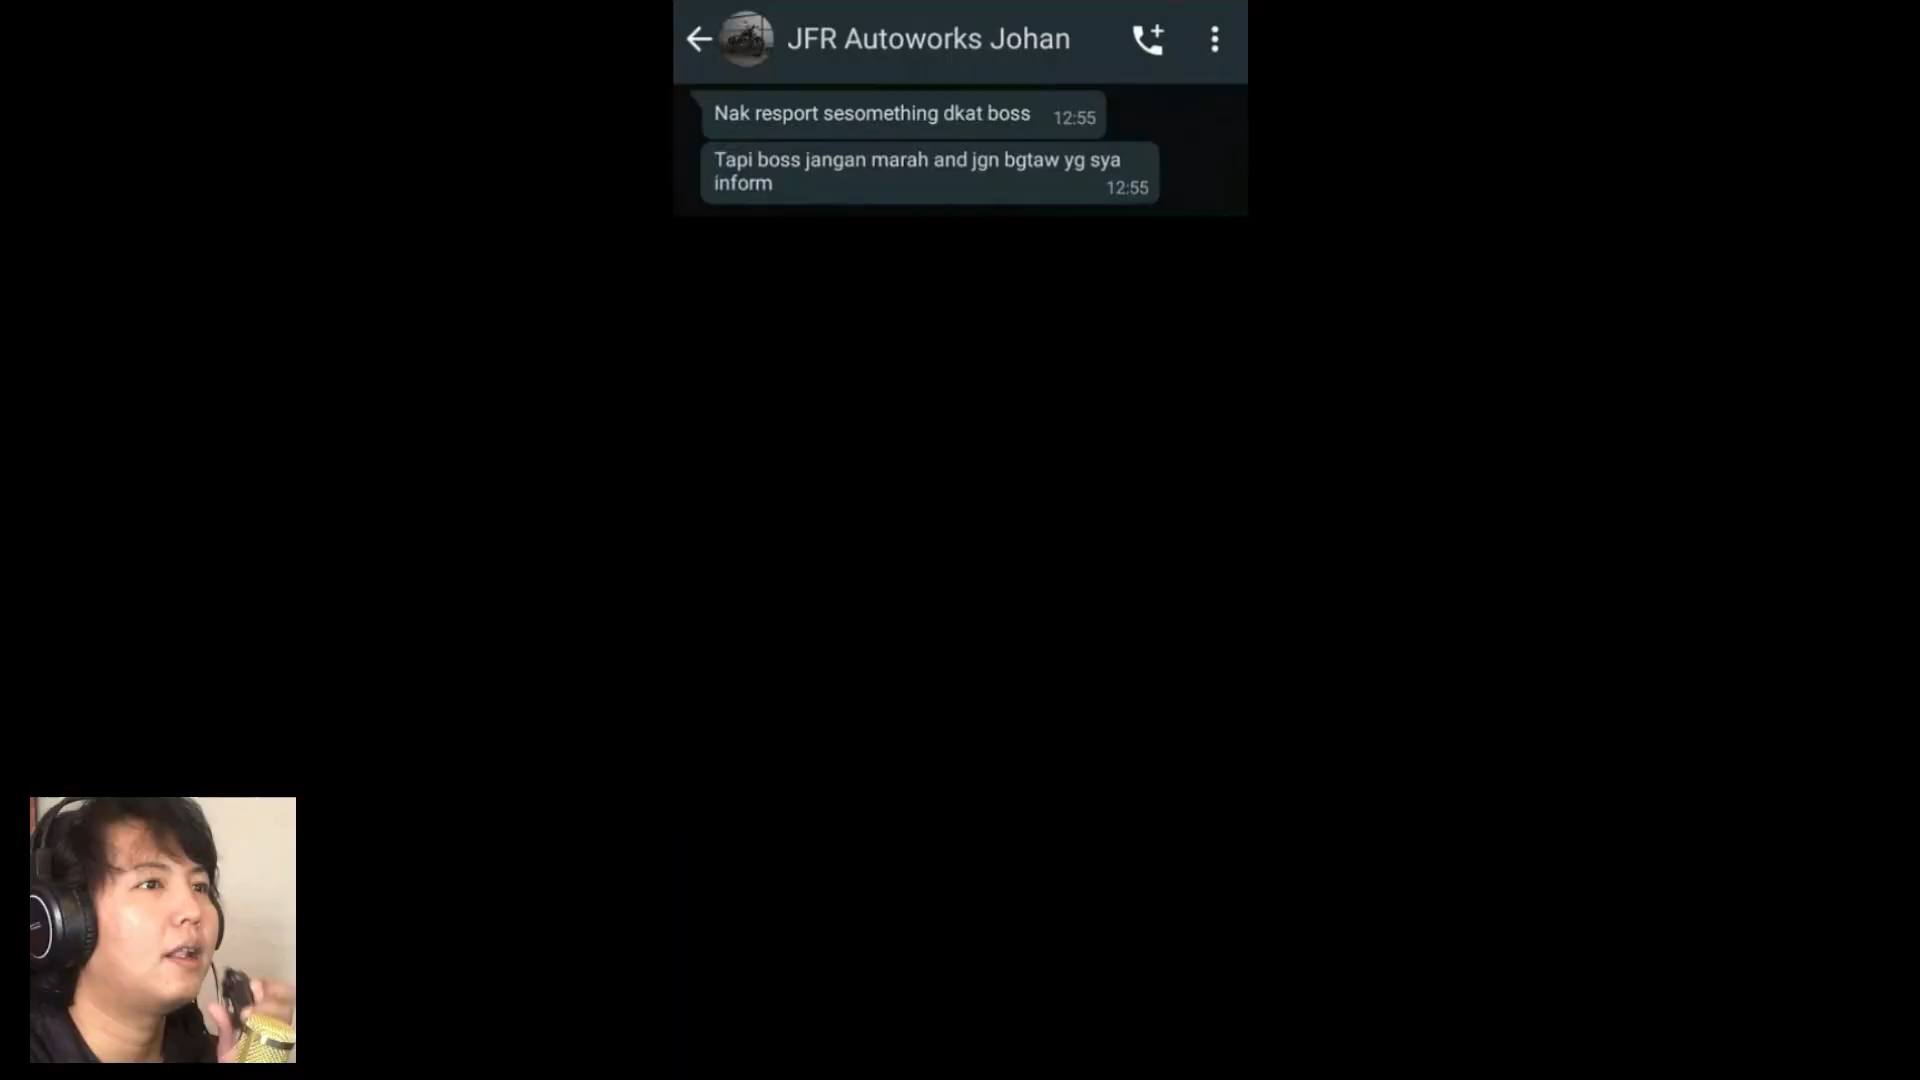 JFR Autoworks Johan
Nak resport sesomething dkat boss 12:55
Tapi boss jangan marah and jgn bgtaw yg sya
inform 12:55